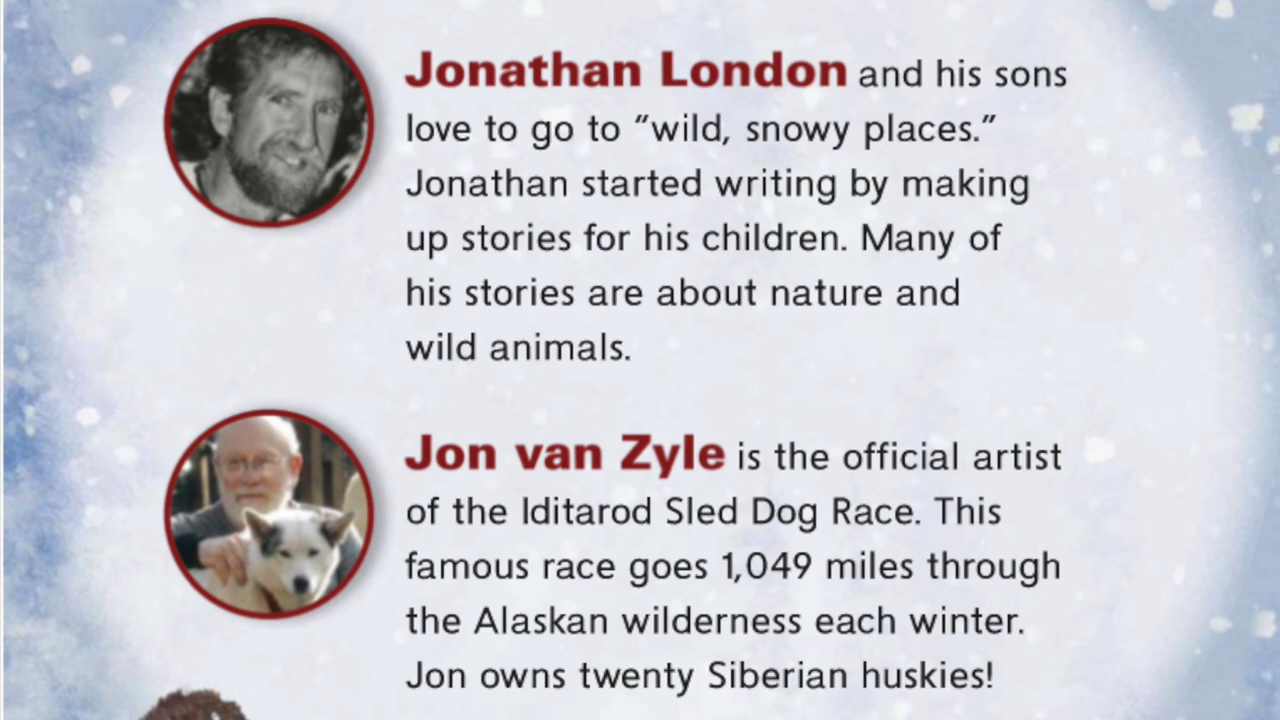 Jonathan London and his sons
love to go to “wild, snowy places.”
Jonathan started writing by making
up stories for his children. Many of
his stories are about nature and
wild animals.
Jon van Zyle is the official artist
of the Iditarod Sled Dog Race. This
famous race goes 1,049 miles through
the Alaskan wilderness each winter.
Jon owns twenty Siberian huskies!